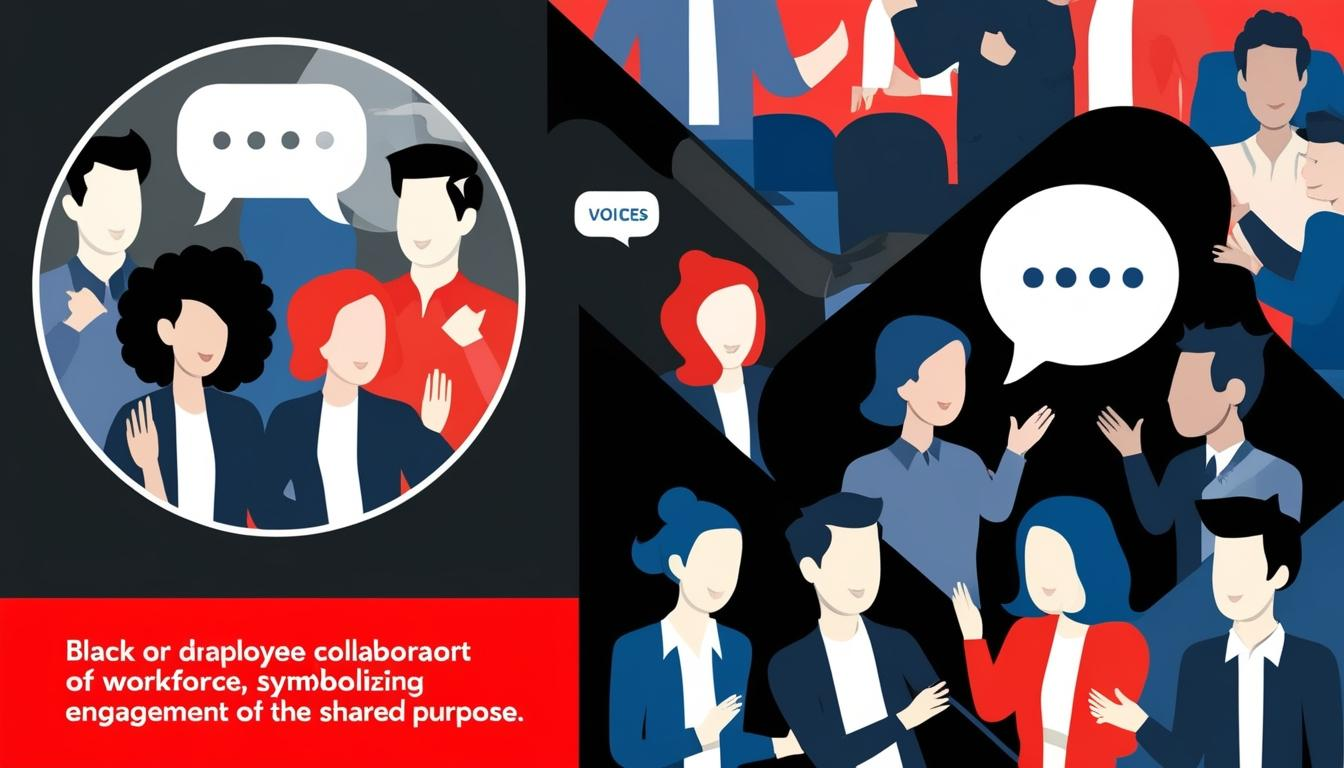 VOICES
Black or draployee collaboraort
of workforce, symbolizing
engagement of the shared purpose.